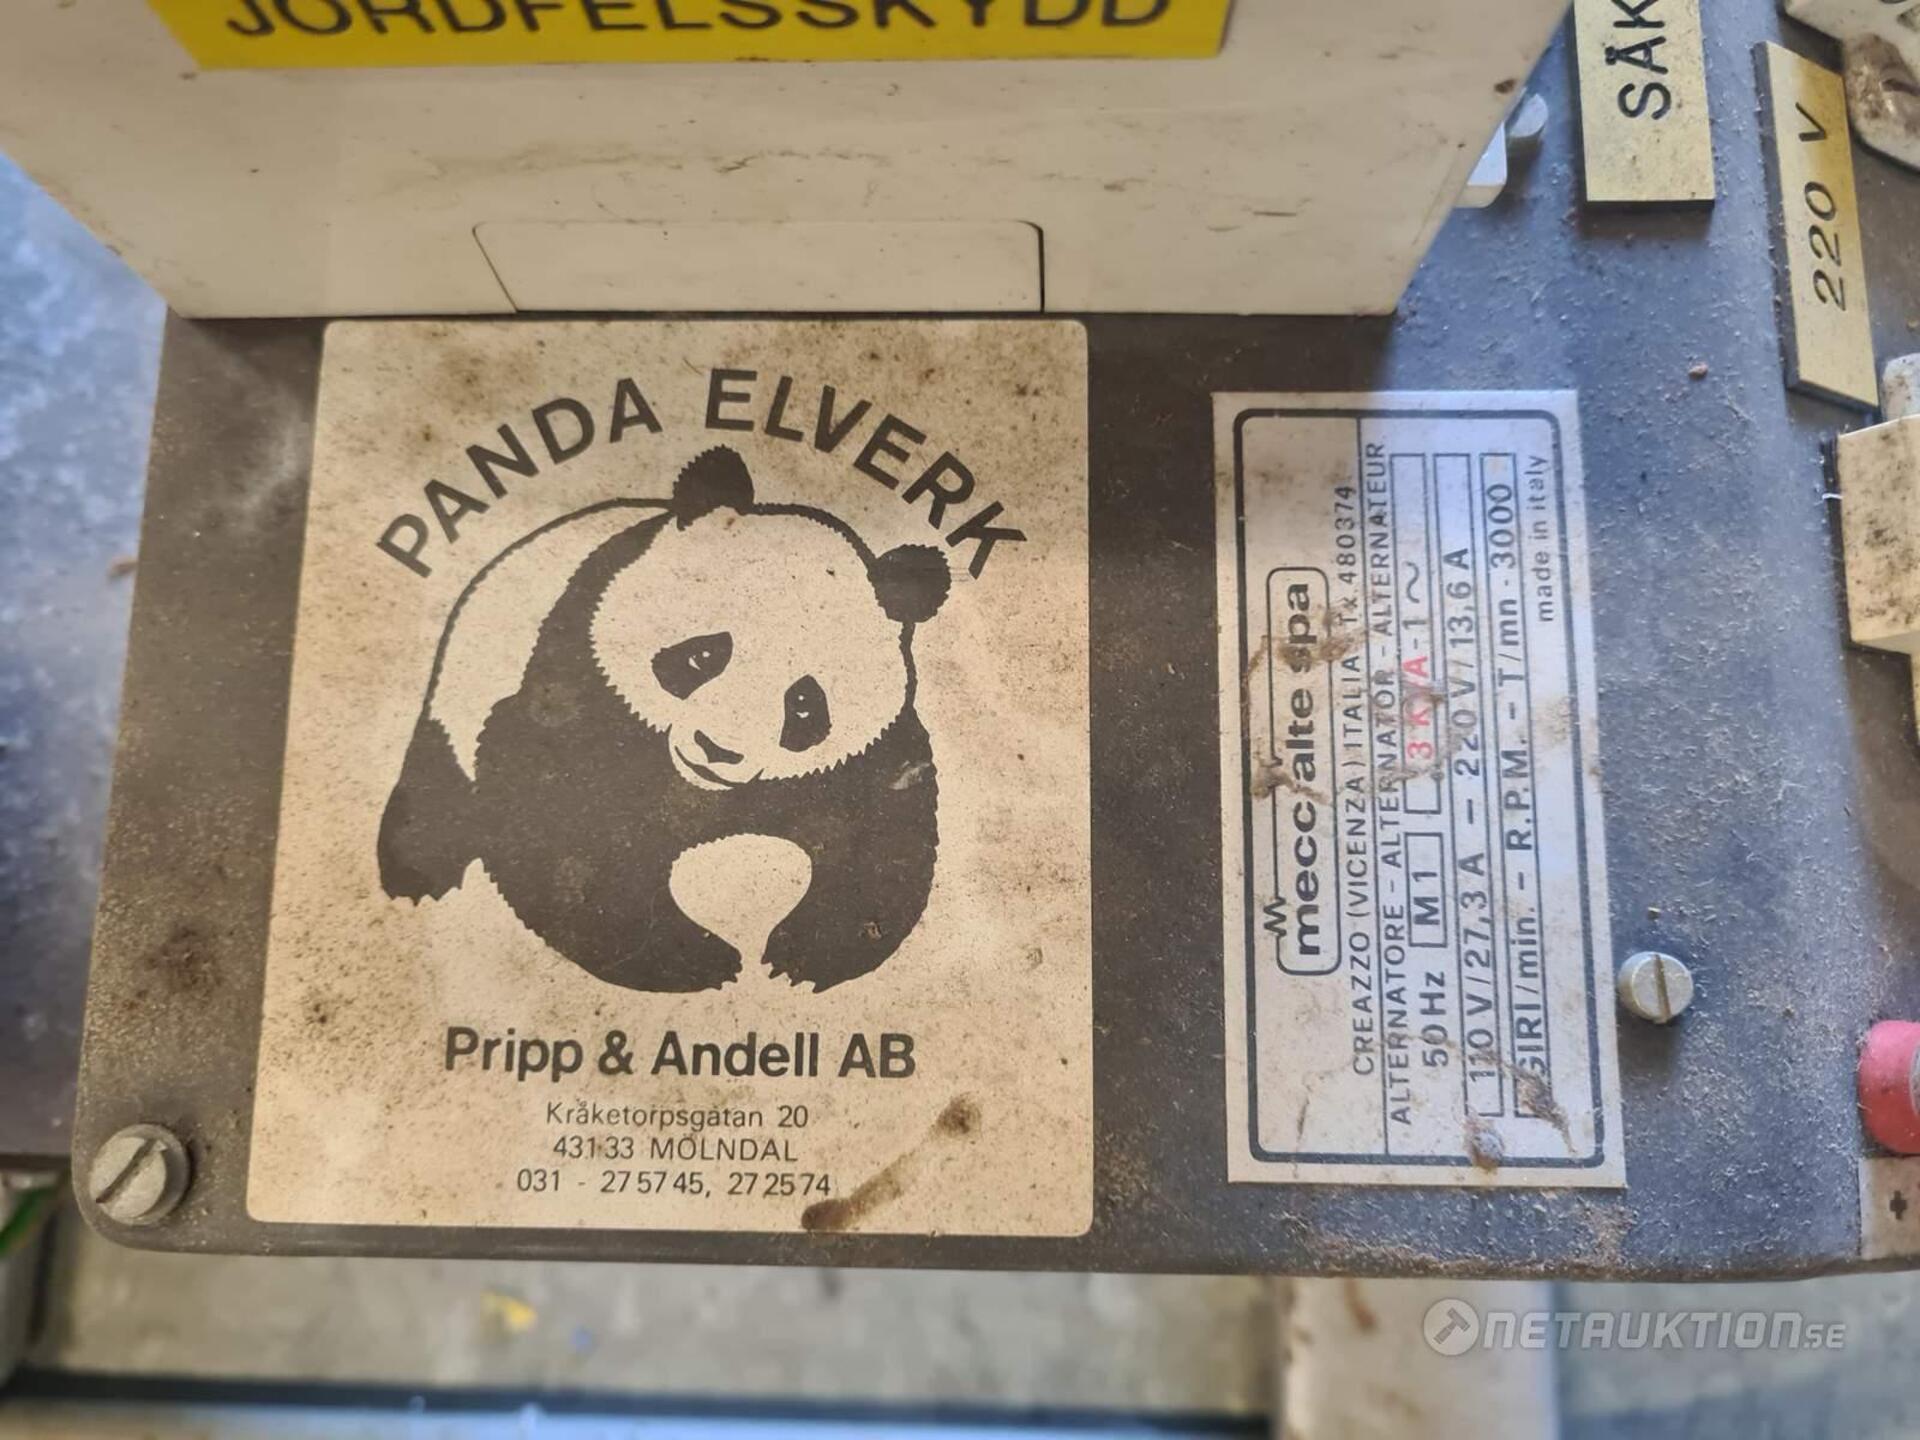 JORDFELSSKYDD
SÄK
220 V
PANDA ELVERK
Pripp & Andell AB
Kråketorpsgatan 20
431 33 MÖLNDAL
031 - 27 57 45, 27 25 74
mecc alte spa
CREAZZO (VICENZA) ITALIA Tx. 480374
ALTERNATORE - ALTERNATOR - ALTERNATEUR
50 Hz M1 3 KVA - 1 ~
110 V / 27,3 A - 220 V / 13,6 A
GIRI/min. - R.P.M. - T/mn - 3000
made in italy
+
NETAUKTION.SE